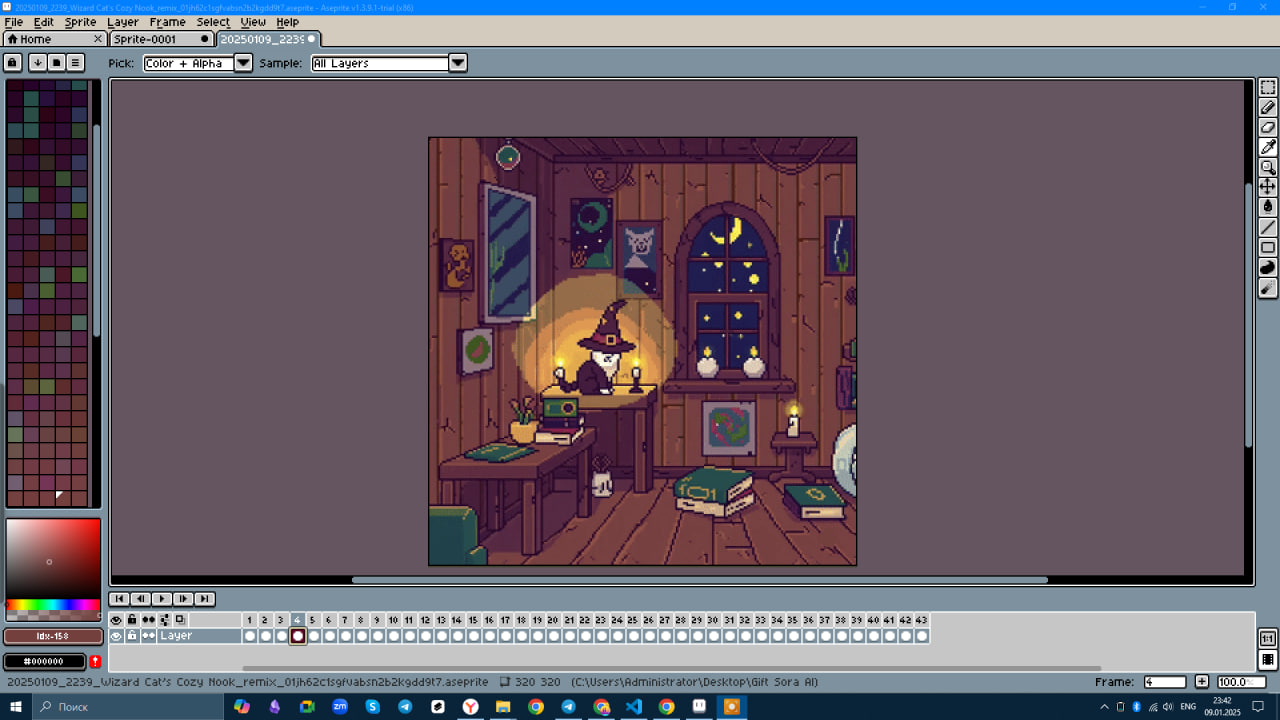 20250109_2239_Wizard Cat's Cozy Nook_remix_01jh62c1sgfvabsn2b2kgdd9t7.aseprite - Aseprite v1.3.9.1-trial (x86)
File Edit Sprite Layer Frame Select View Help
Home Sprite-0001 20250109_2239
Pick: Color + Alpha Sample: All Layers
1 2 3 4 5 6 7 8 9 10 11 12 13 14 15 16 17 18 19 20 21 22 23 24 25 26 27 28 29 30 31 32 33 34 35 36 37 38 39 40 41 42 43
Layer
Idx-158
1:1
#000000
20250109_2239_Wizard Cat's Cozy Nook_remix_01jh62c1sgfvabsn2b2kgdd9t7.aseprite 320 320 (C:\Users\Administrator\Desktop\Gift Sora AI) Frame: 4 100.0%
Поиск
zm
ENG
23:42
09.01.2025